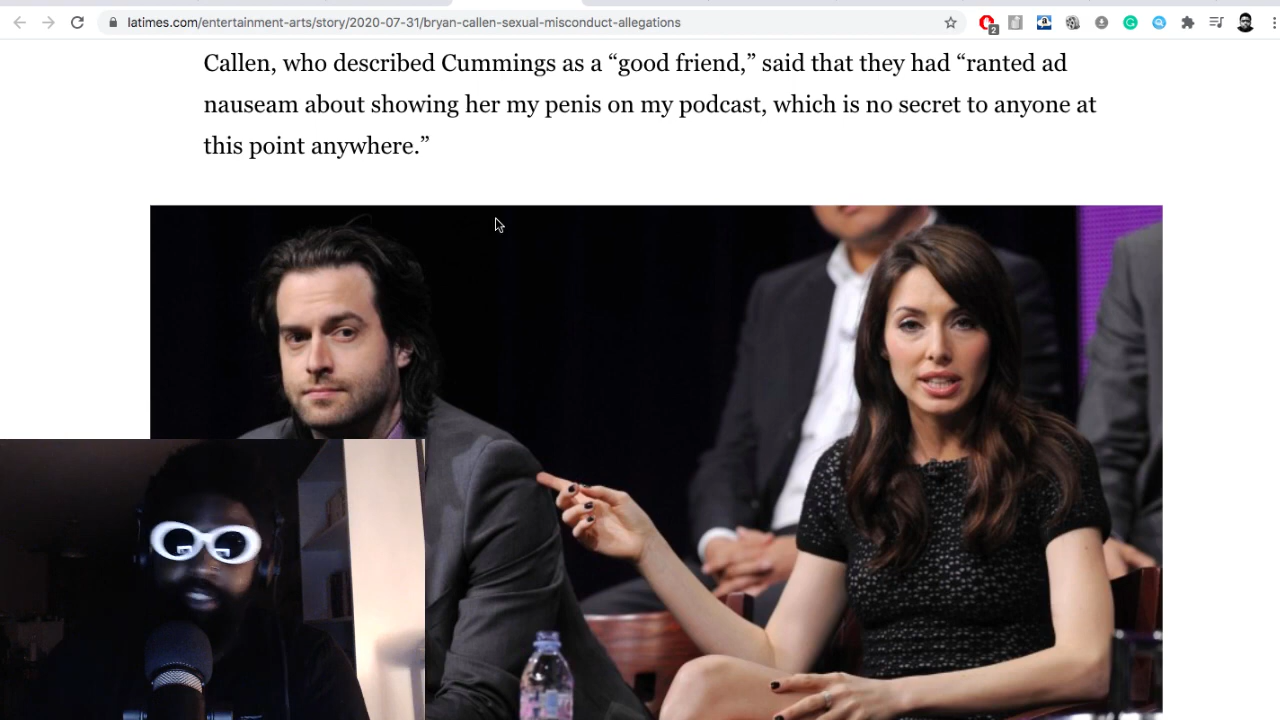 latimes.com/entertainment-arts/story/2020-07-31/bryan-callen-sexual-misconduct-allegations
2
Callen, who described Cummings as a “good friend,” said that they had “ranted ad
nauseam about showing her my penis on my podcast, which is no secret to anyone at
this point anywhere.”